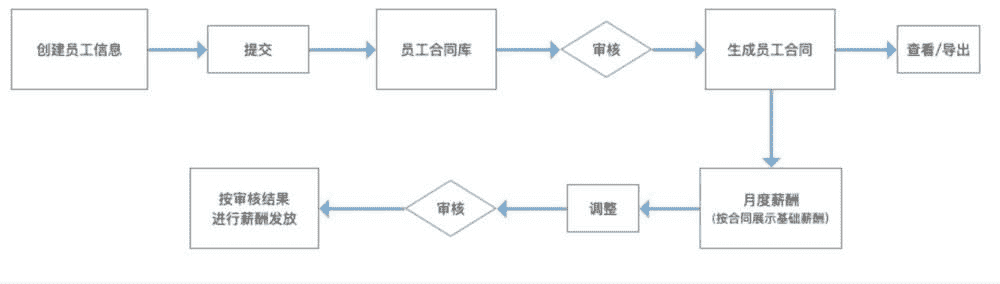 创建员工信息
提交
员工合同库
审核
生成员工合同
查看/导出
月度薪酬
(按合同展示基础薪酬)
调整
审核
按审核结果
进行薪酬发放